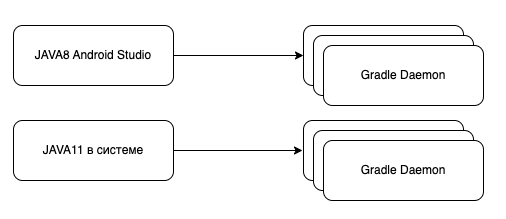 JAVA8 Android Studio
Gradle Daemon
JAVA11 в системе
Gradle Daemon